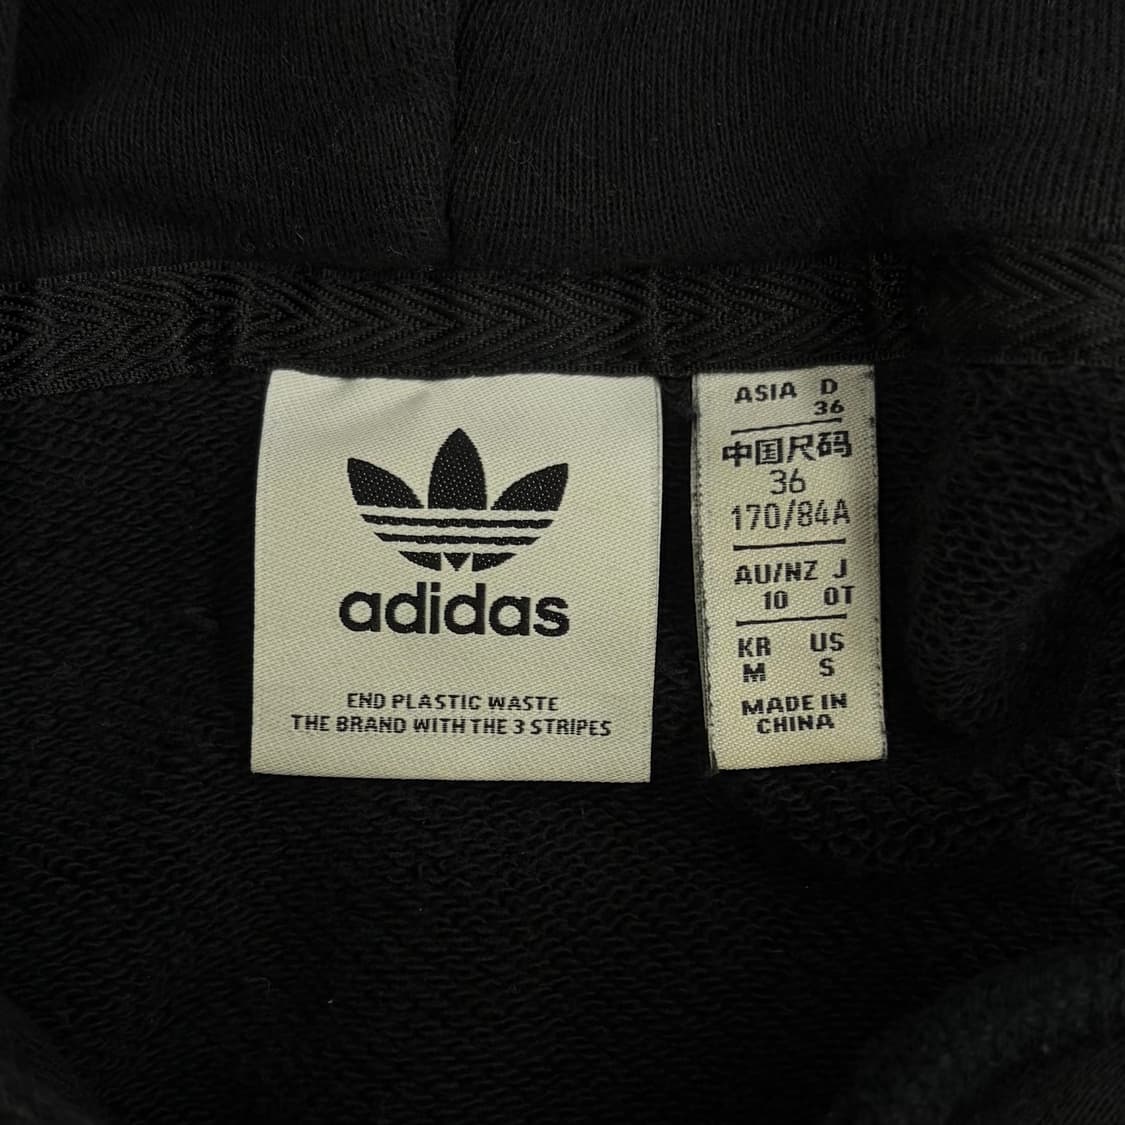 adidas
END PLASTIC WASTE
THE BRAND WITH THE 3 STRIPES
ASIA D
36
中国尺码
36
170/84A
AU/NZ J
10 OT
KR US
M S
MADE IN
CHINA